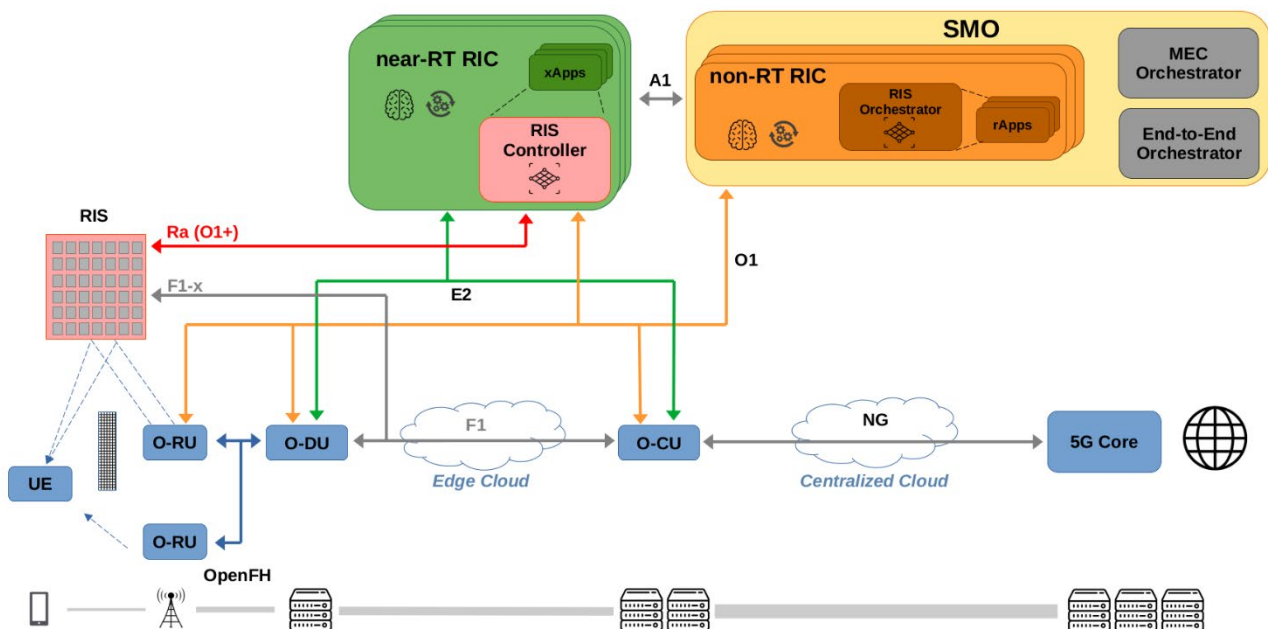 SMO
near-RT RIC
xApps
RIS
Controller
A1
non-RT RIC
RIS
Orchestrator
rApps
MEC
Orchestrator
End-to-End
Orchestrator
RIS
Ra (O1+)
F1-x
E2
O1
O-RU
O-DU
F1
O-CU
NG
5G Core
UE
Edge Cloud
Centralized Cloud
O-RU
OpenFH